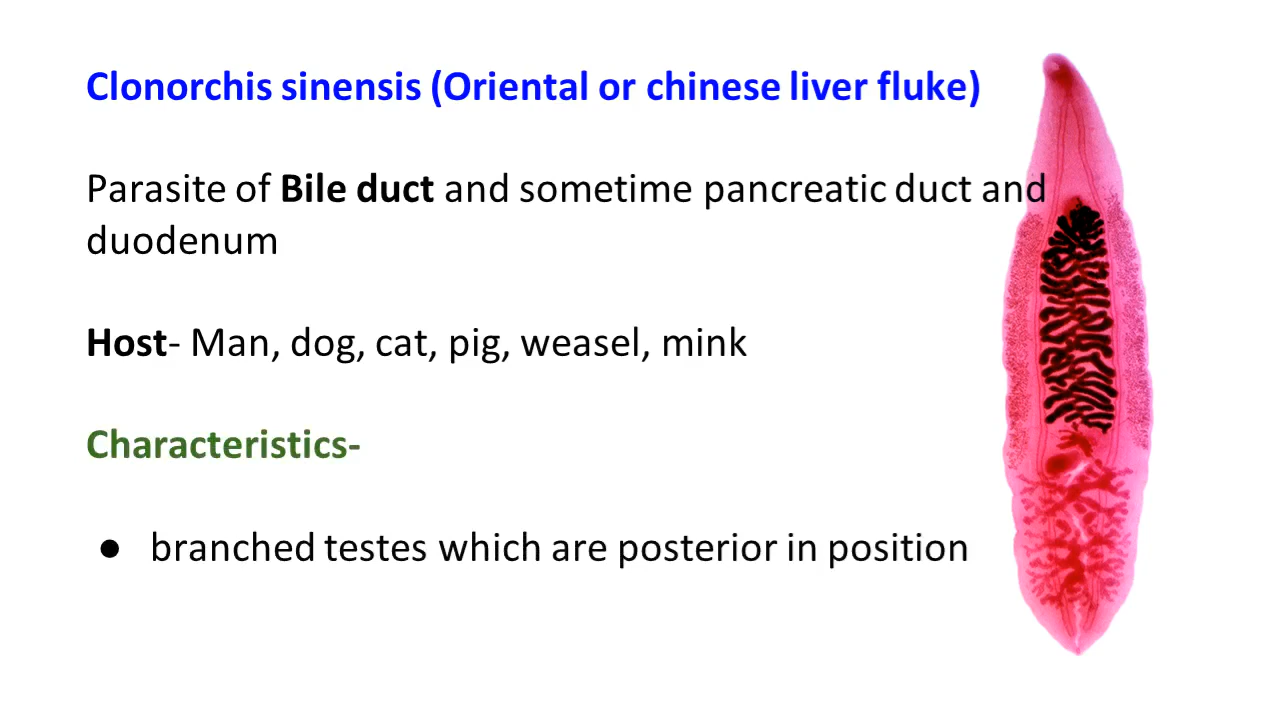 Clonorchis sinensis (Oriental or chinese liver fluke)
Parasite of Bile duct and sometime pancreatic duct and
duodenum
Host- Man, dog, cat, pig, weasel, mink
Characteristics-
● branched testes which are posterior in position